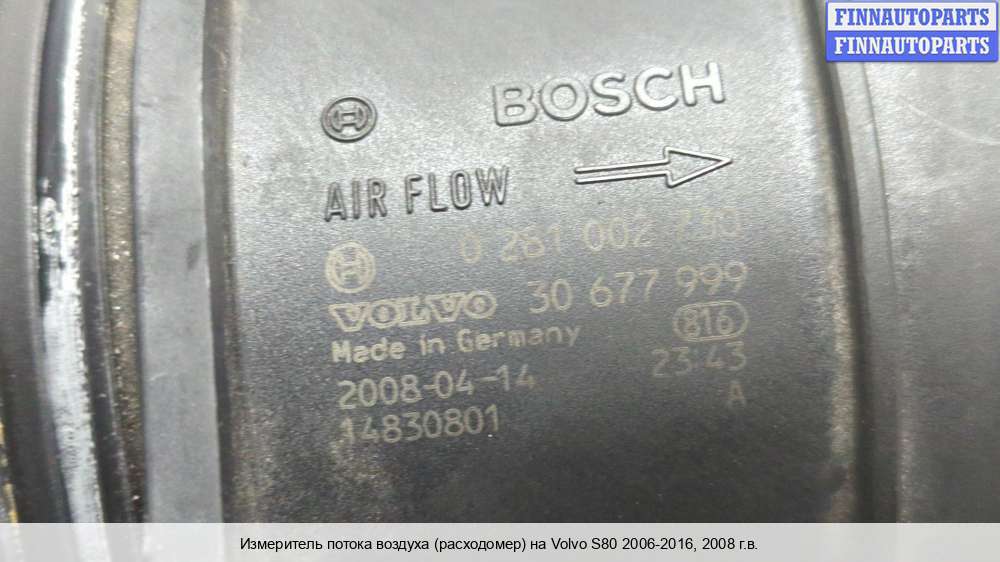 FINNAUTOPARTS
FINNAUTOPARTS
BOSCH
AIR FLOW
0 261 002 730
VOLVO 30 677 999
Made in Germany 816
2008-04-14 23:43
14830801 A
Измеритель потока воздуха (расходомер) на Volvo S80 2006-2016, 2008 г.в.